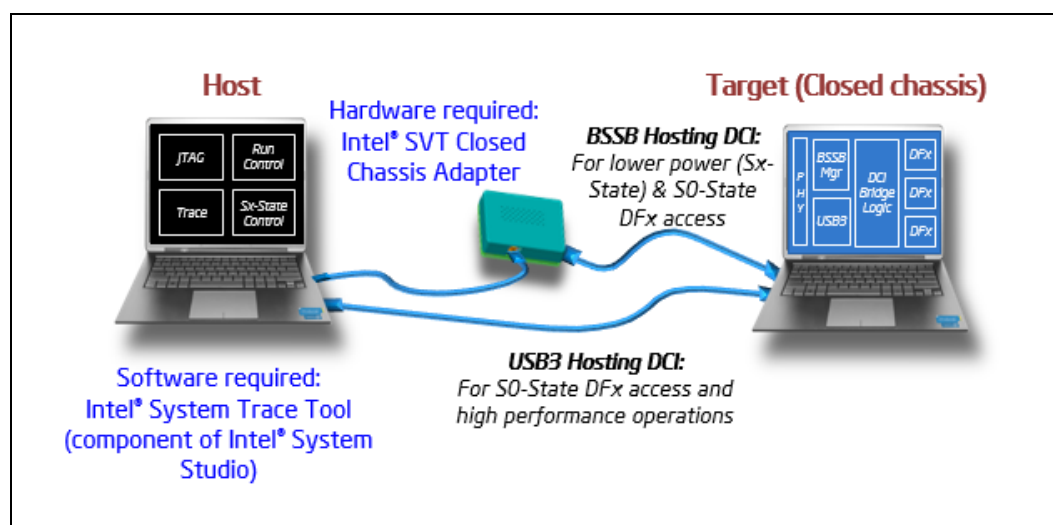 Host
Target (Closed chassis)
Hardware required:
Intel® SVT Closed
Chassis Adapter
BSSB Hosting DCI:
For lower power (Sx-
State) & S0-State
DFx access
JTAG
Run
Control
Trace
Sx-State
Control
P
H
Y
BSSB
Mgr
USB3
DCI
Bridge
Logic
DFx
DFx
DFx
USB3 Hosting DCI:
For S0-State DFx access and
high performance operations
Software required:
Intel® System Trace Tool
(component of Intel® System
Studio)